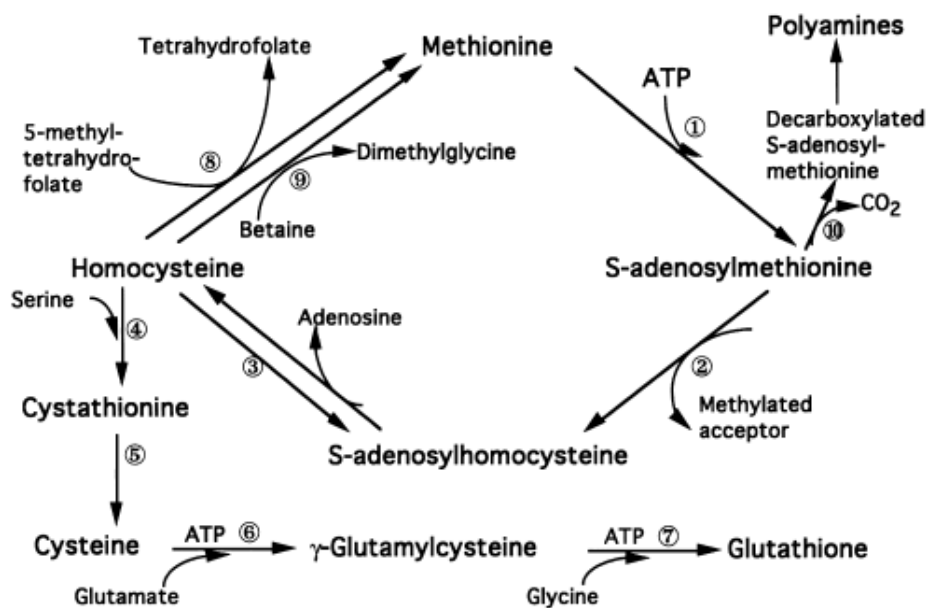 Tetrahydrofolate
Methionine
Polyamines
ATP
①
5-methyl-
tetrahydro-
folate
⑧
Dimethylglycine
⑨
Betaine
Decarboxylated
S-adenosyl-
methionine
CO2
⑩
Homocysteine
S-adenosylmethionine
Serine
④
Adenosine
③
②
Cystathionine
Methylated
acceptor
⑤
S-adenosylhomocysteine
Cysteine
ATP ⑥
γ-Glutamylcysteine
ATP ⑦
Glutathione
Glutamate
Glycine